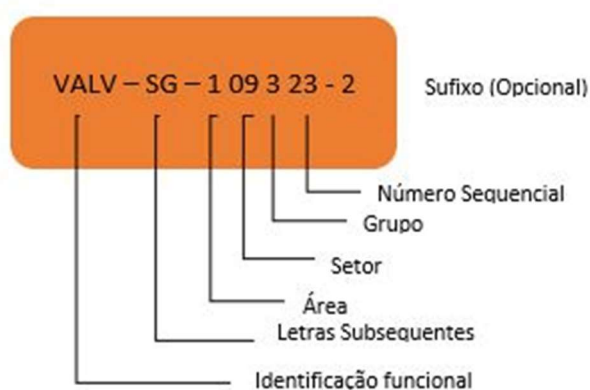 VALV – SG – 1 09 3 23 - 2
Sufixo (Opcional)
Número Sequencial
Grupo
Setor
Área
Letras Subsequentes
Identificação funcional